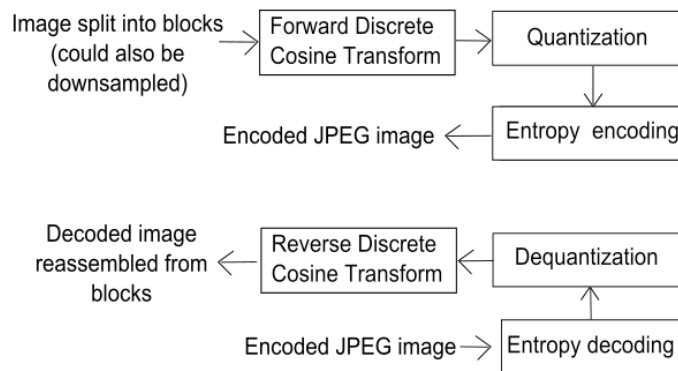 Image split into blocks
(could also be
downsampled)
Forward Discrete
Cosine Transform
Quantization
Entropy encoding
Encoded JPEG image
Decoded image
reassembled from
blocks
Reverse Discrete
Cosine Transform
Dequantization
Encoded JPEG image
Entropy decoding